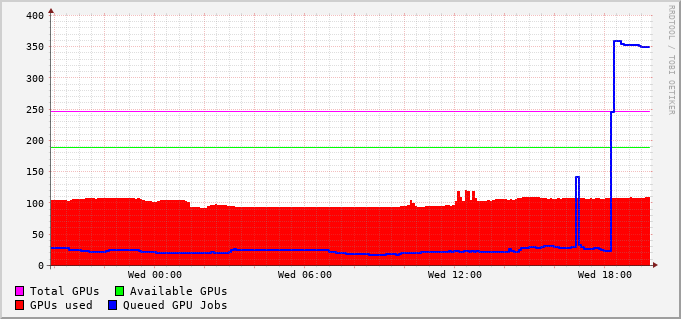 400
350
300
250
200
150
100
50
0
Wed 00:00 Wed 06:00 Wed 12:00 Wed 18:00
Total GPUs Available GPUs
GPUs used Queued GPU Jobs
RRDTOOL / TOBI OETIKER